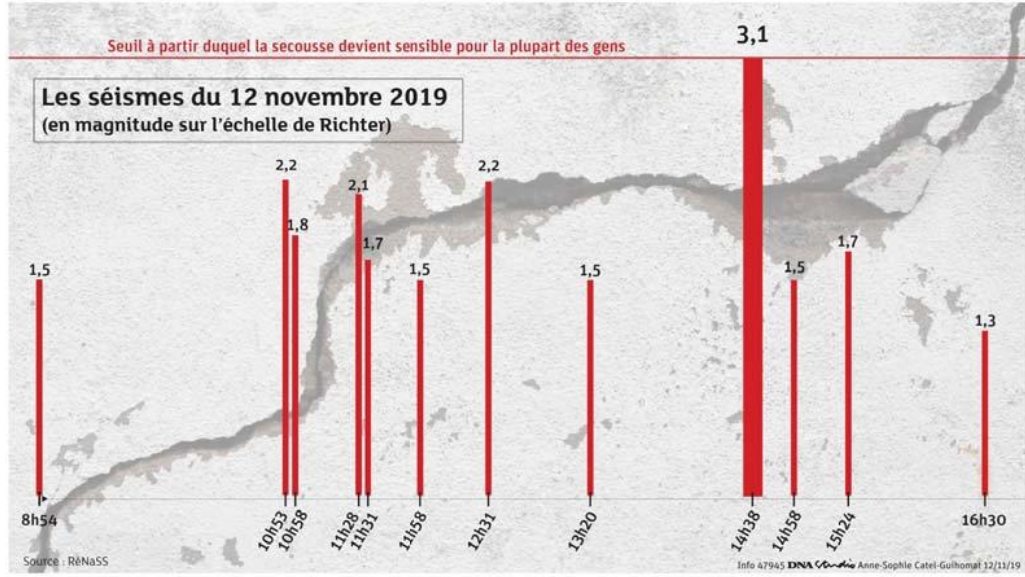 Seuil à partir duquel la secousse devient sensible pour la plupart des gens
3,1
Les séismes du 12 novembre 2019
(en magnitude sur l'échelle de Richter)
2,2
2,1
2,2
1,8
1,7
1,7
1,5
1,5
1,5
1,5
1,3
8h54
10h53
10h58
11h28
11h31
11h58
12h31
13h20
14h38
14h58
15h24
16h30
Source : RéNaSS
Info 47945 DNA Studio Anne-Sophie Catel-Guihomat 12/11/19